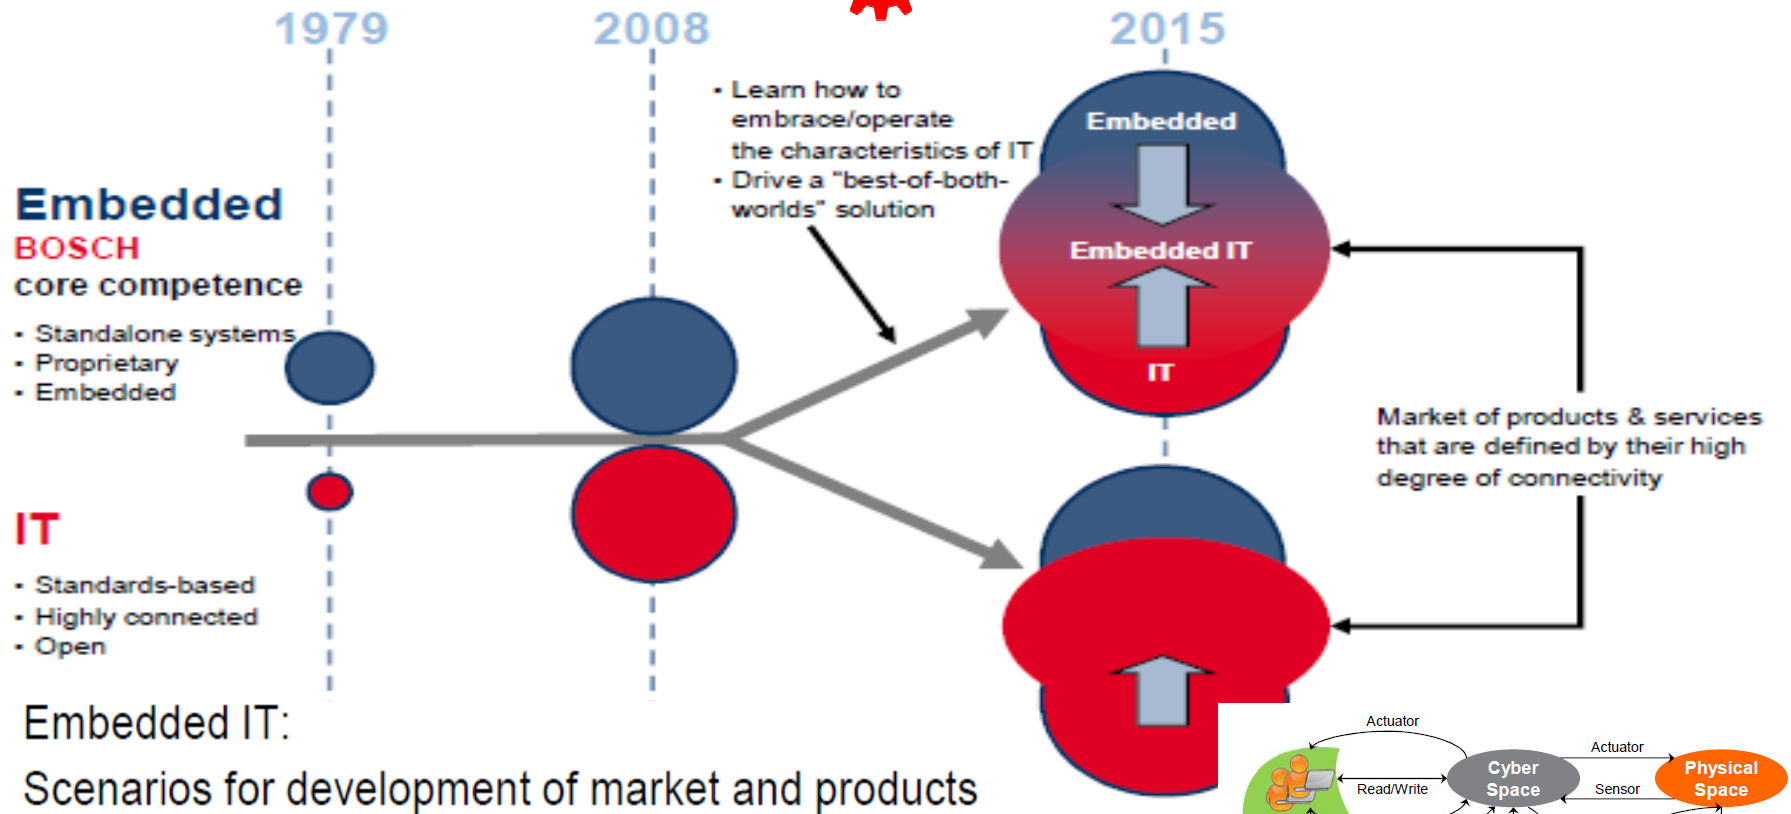 1979
2008
2015
• Learn how to
embrace/operate
the characteristics of IT
• Drive a "best-of-both-
worlds" solution
Embedded
BOSCH
core competence
• Standalone systems
• Proprietary
• Embedded
IT
• Standards-based
• Highly connected
• Open
Embedded
Embedded IT
IT
Market of products & services
that are defined by their high
degree of connectivity
Embedded IT:
Scenarios for development of market and products
Actuator
Actuator
Cyber
Space
Physical
Space
Read/Write
Sensor